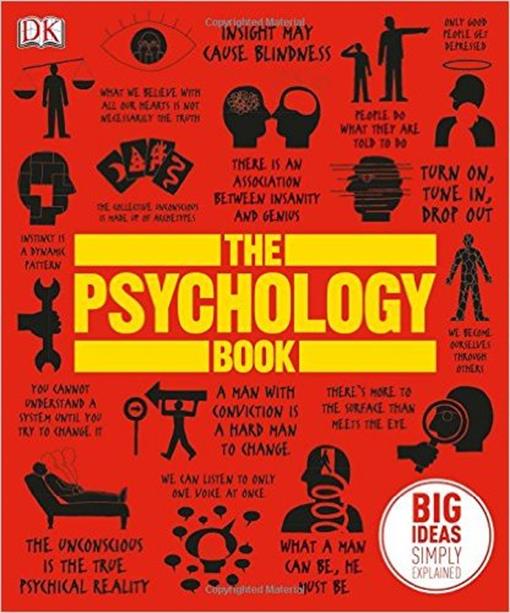 Copyrighted Material
DK
INSIGHT MAY
CAUSE BLINDNESS
ONLY GOOD
PEOPLE GET
DEPRESSED
WHAT WE BELIEVE WITH
ALL OUR HEARTS IS NOT
NECESSARILY THE TRUTH
PEOPLE DO
WHAT THEY ARE
TOLD TO DO
THERE IS AN
ASSOCIATION
BETWEEN INSANITY
AND GENIUS
TURN ON,
TUNE IN,
DROP OUT
THE COLLECTIVE UNCONSCIOUS
IS MADE UP OF ARCHETYPES
INSTINCT IS
A DYNAMIC
PATTERN
THE
PSYCHOLOGY
BOOK
WE BECOME
OURSELVES
THROUGH
OTHERS
YOU CANNOT
UNDERSTAND A
SYSTEM UNTIL YOU
TRY TO CHANGE IT
A MAN WITH
CONVICTION IS
A HARD MAN
TO CHANGE
THERE'S MORE TO
THE SURFACE THAN
MEETS THE EYE
WE CAN LISTEN TO ONLY
ONE VOICE AT ONCE
BIG
IDEAS
SIMPLY
EXPLAINED
THE UNCONSCIOUS
IS THE TRUE
PSYCHICAL REALITY
WHAT A MAN
CAN BE, HE
MUST BE
Copyrighted Material